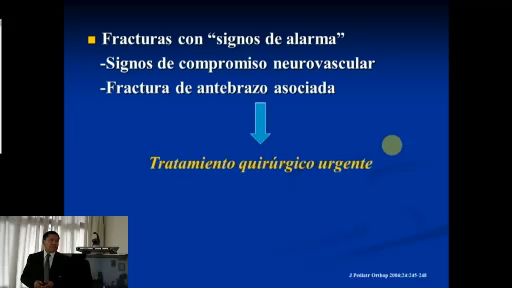 Fracturas con “signos de alarma”
-Signos de compromiso neurovascular
-Fractura de antebrazo asociada
Tratamiento quirúrgico urgente
J Pediatr Orthop 2004;24:245-248